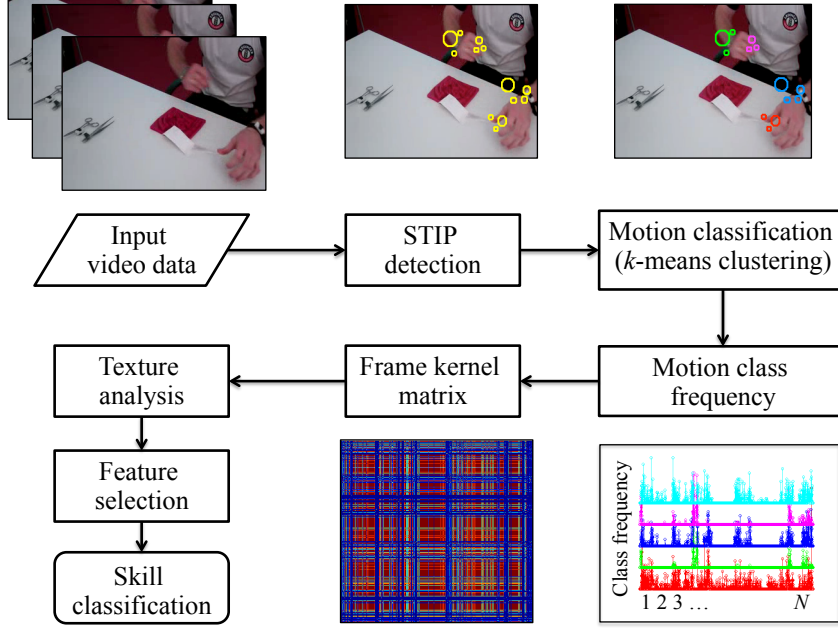 Input
video data
STIP
detection
Motion classification
(k-means clustering)
Texture
analysis
Frame kernel
matrix
Motion class
frequency
Feature
selection
Skill
classification
Class frequency
1 2 3 … N